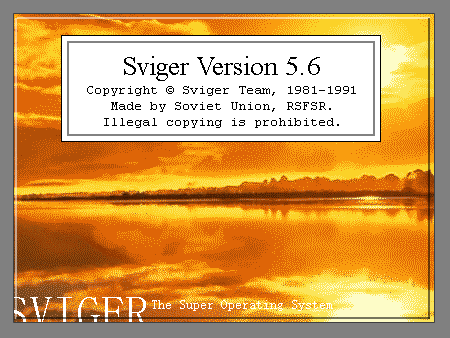 Sviger Version 5.6
Copyright © Sviger Team, 1981-1991
Made by Soviet Union, RSFSR.
Illegal copying is prohibited.
SVIGER The Super Operating System